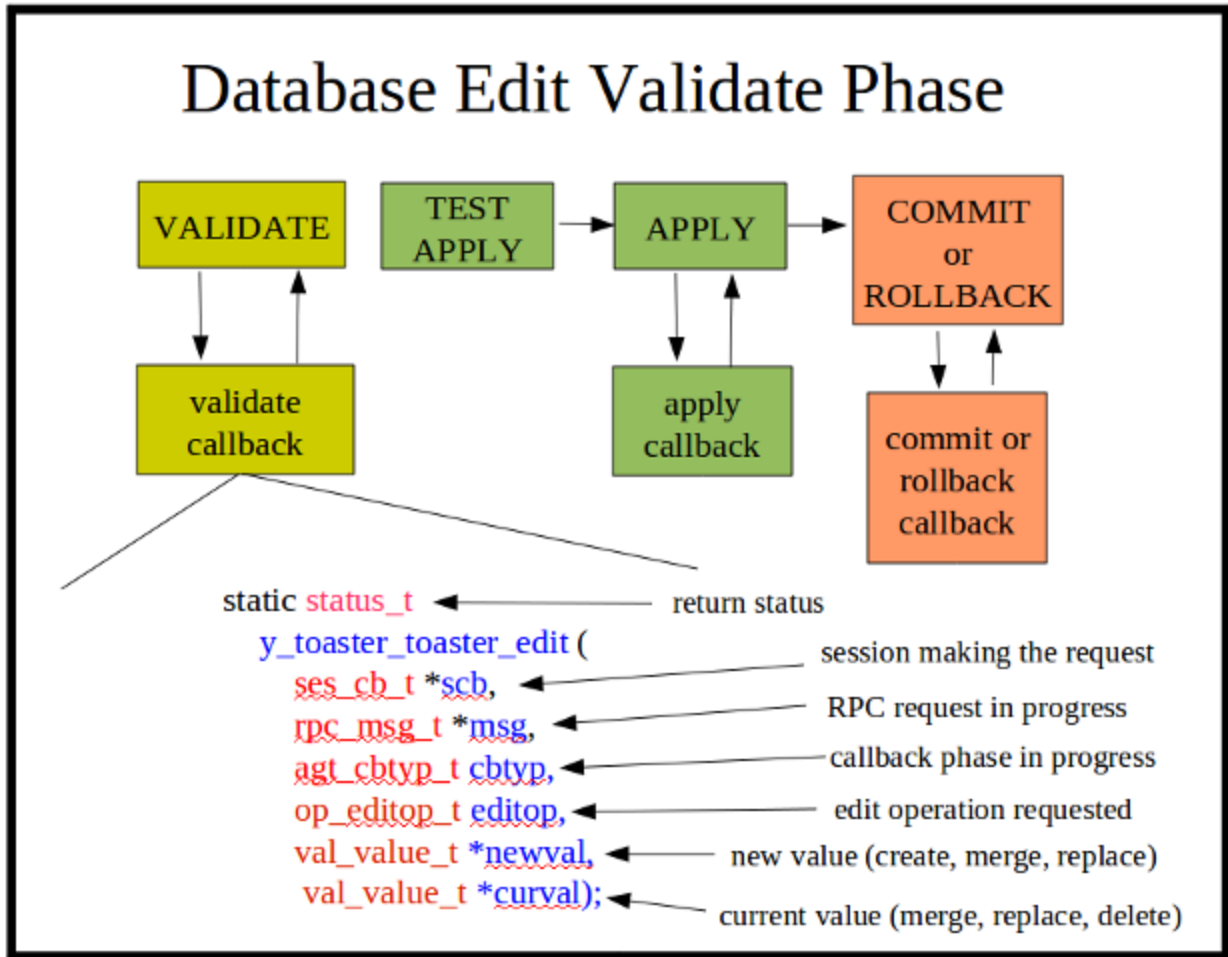 Database Edit Validate Phase
VALIDATE
TEST
APPLY
APPLY
COMMIT
or
ROLLBACK
validate
callback
apply
callback
commit or
rollback
callback
static status_t
return status
y_toaster_toaster_edit (
ses_cb_t *scb,
session making the request
rpc_msg_t *msg,
RPC request in progress
agt_cbtyp_t cbtyp,
callback phase in progress
op_editop_t editop,
edit operation requested
val_value_t *newval,
new value (create, merge, replace)
val_value_t *curval);
current value (merge, replace, delete)